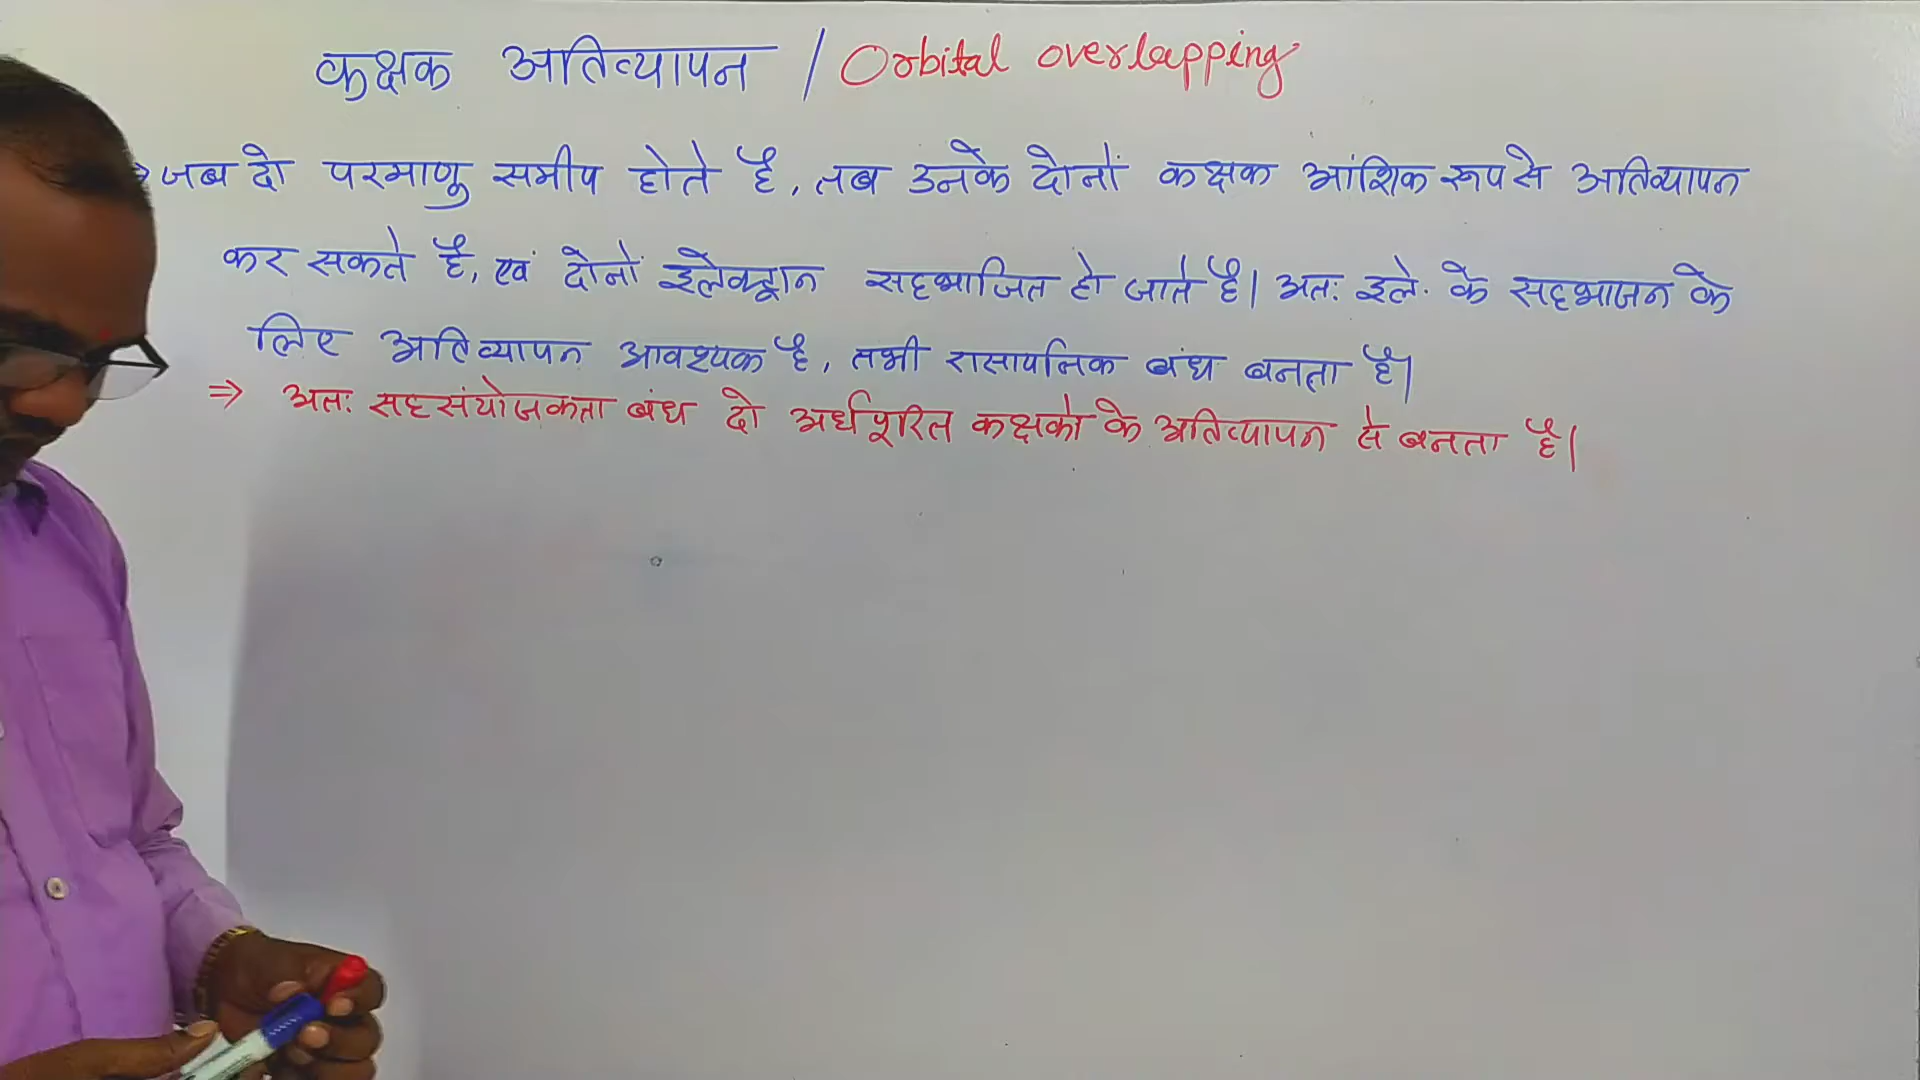 कक्षक अतिव्यापन / Orbital overlapping
→ जब दो परमाणु समीप होते है, तब उनके दोनों कक्षक आंशिक रूप से अतिव्यापन
कर सकते है, एवं दोनों इलेक्ट्रान सहभाजित हो जाते है। अतः इले. के सहभाजन के
लिए अतिव्यापन आवश्यक है, तभी रासायनिक बंध बनता है।
⇒ अतः सहसंयोजकता बंध दो अर्धपूरित कक्षको के अतिव्यापन से बनता है।